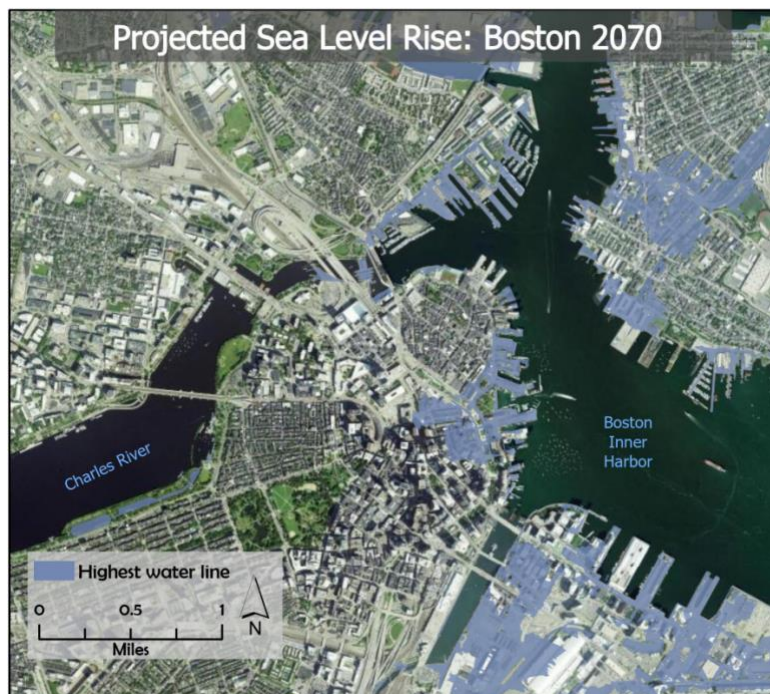 Projected Sea Level Rise: Boston 2070
Boston
Inner
Harbor
Charles River
Highest water line
0 0.5 1
Miles
N